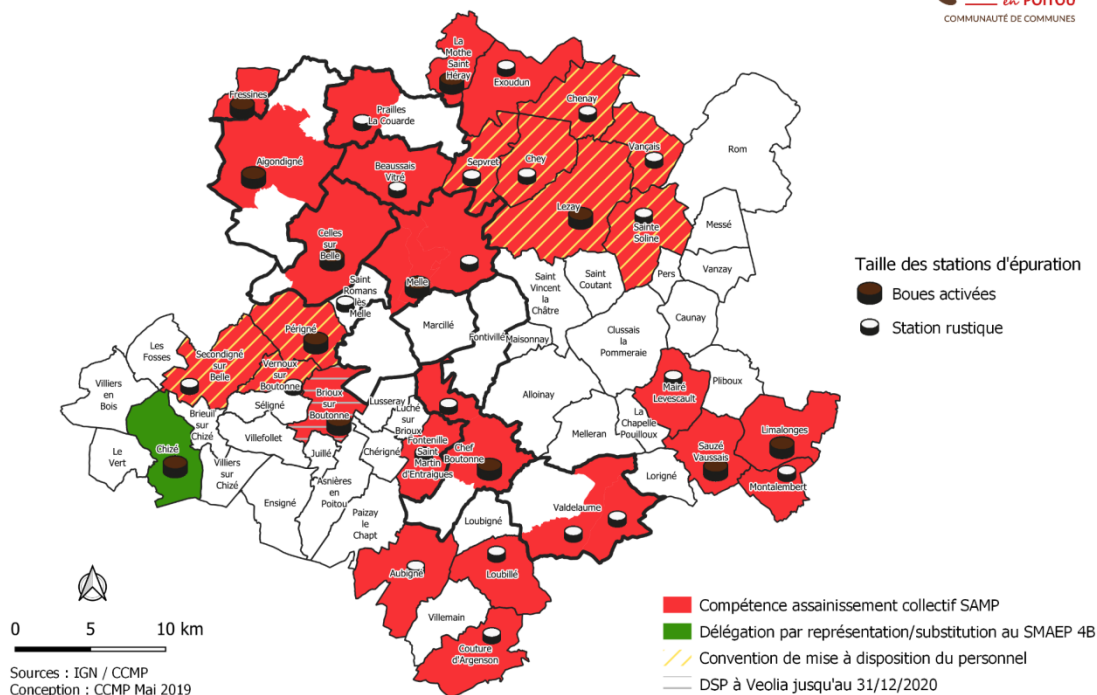 en POITOU
COMMUNAUTÉ DE COMMUNES
La
Mothe
Saint
Héray
Exoudun
Fressines
Prailles
La Couarde
Chenay
Rom
Vançais
Aigondigné
Beaussais
Vitré
Sepvret
Chey
Lezay
Sainte
Soline
Messé
Celles
sur
Belle
Melle
Saint
Vincent
la
Châtre
Saint
Coutant
Pers
Vanzay
Taille des stations d'épuration
Boues activées
Station rustique
Saint
Romans
lès
Melle
Marcillé
Fontivillé
Maisonnay
Clussais
la
Pommeraie
Caunay
Périgné
Les
Fosses
Secondigné
sur
Belle
Vernoux
sur
Boutonne
Brioux
sur
Boutonne
Lusseray
Luché
sur
Brioux
Alloinay
Mairé
Levescault
Pliboux
Villiers
en
Bois
Séligné
Brieuil
sur
Chizé
Villefollet
Chizé
Le
Vert
Villiers
sur
Chizé
Juillé
Chérigné
Fontenille
Saint
Martin
d'Entraigues
Chef
Boutonne
Melleran
La
Chapelle
Pouilloux
Limalonges
Sauzé
Vaussais
Montalembert
Lorigné
Ensigné
Asnières
en
Poitou
Paizay
le
Chapt
Loubigné
Valdelaume
Aubigné
Loubillé
Villemain
Couture
d'Argenson
0 5 10 km
Sources : IGN / CCMP
Conception : CCMP Mai 2019
Compétence assainissement collectif SAMP
Délégation par représentation/substitution au SMAEP 4B
Convention de mise à disposition du personnel
DSP à Veolia jusqu'au 31/12/2020